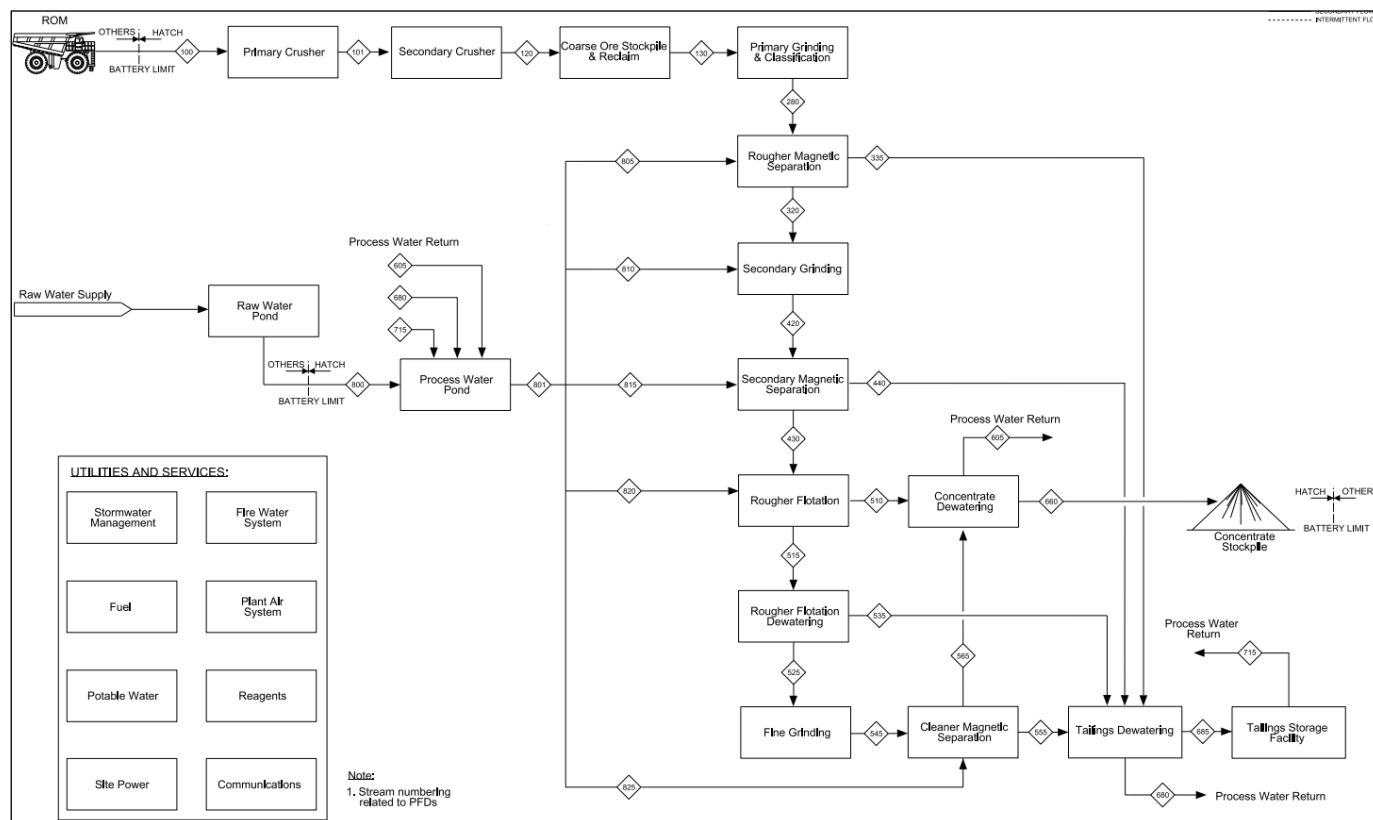 ROM
OTHERS
HATCH
BATTERY LIMIT
100
Primary Crusher
101
Secondary Crusher
120
Coarse Ore Stockpile
& Reclaim
130
Primary Grinding
& Classification
INTERMITTENT FLO
280
805
Rougher Magnetic
Separation
335
320
Process Water Return
605
810
Secondary Grinding
680
Raw Water Supply
Raw Water
Pond
715
420
OTHERS
HATCH
800
BATTERY LIMIT
Process Water
Pond
801
815
Secondary Magnetic
Separation
440
430
Process Water Return
605
820
Rougher Flotation
510
Concentrate
Dewatering
660
Concentrate
Stockpile
HATCH
OTHER
BATTERY LIMIT
515
Rougher Flotation
Dewatering
535
565
Process Water
Return
715
525
Fine Grinding
545
Cleaner Magnetic
Separation
555
Tailings Dewatering
685
Tailings Storage
Facility
825
680
Process Water Return
UTILITIES AND SERVICES:
Stormwater
Management
Fire Water
System
Fuel
Plant Air
System
Potable Water
Reagents
Site Power
Communications
Note:
1. Stream numbering
related to PFDs